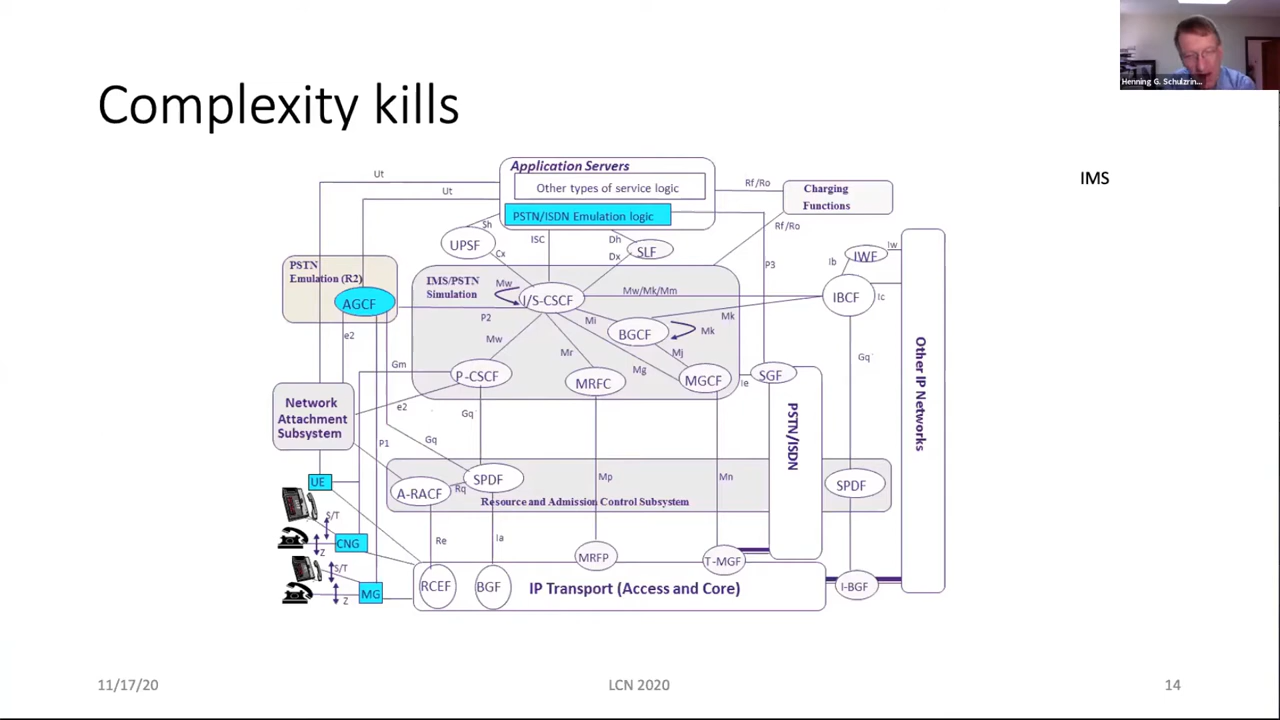 Henning G. Schulzrin...
Complexity kills
IMS
Application Servers
Other types of service logic
PSTN/ISDN Emulation logic
Ut
Ut
Rf/Ro
Charging
Functions
Rf/Ro
Sh
UPSF
Cx
ISC
Dh
Dx
SLF
P3
Iw
IWF
Ib
IBCF
Ic
PSTN
Emulation (R2)
AGCF
IMS/PSTN
Simulation
Mw
I/S-CSCF
Mw/Mk/Mm
P2
Mi
BGCF
Mk
Mk
e2
Mw
Mr
Mj
Mg
Gm
P-CSCF
MRFC
MGCF
Ie
SGF
Gq
Other IP Networks
PSTN/ISDN
Network
Attachment
Subsystem
e2
Gq
Gq
P1
UE
A-RACF
Rq
SPDF
Mp
Mn
SPDF
Resource and Admission Control Subsystem
S/T
CNG
Z
Re
Ia
MRFP
T-MGF
S/T
MG
Z
RCEF
BGF
IP Transport (Access and Core)
I-BGF
11/17/20
LCN 2020
14